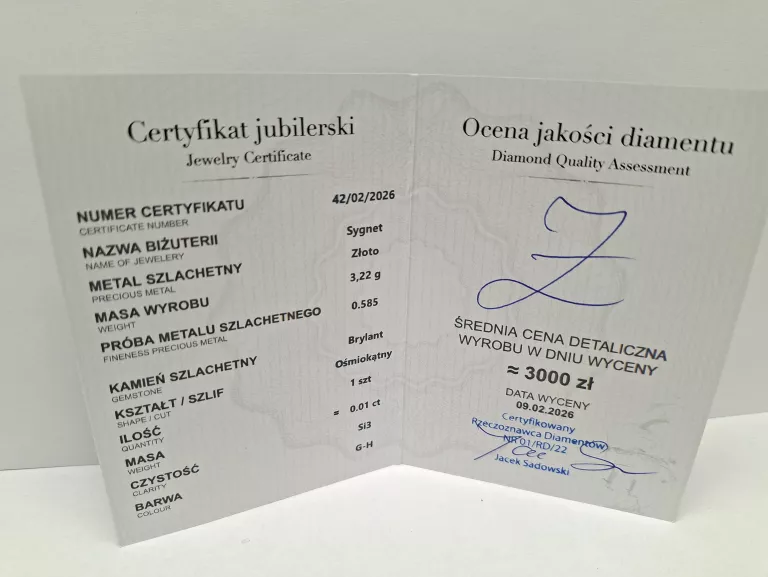 Certyfikat jubilerski
Jewelry Certificate
NUMER CERTYFIKATU 42/02/2026
CERTIFICATE NUMBER
NAZWA BIŻUTERII Sygnet
NAME OF JEWELERY
METAL SZLACHETNY Złoto
PRECIOUS METAL
MASA WYROBU 3,22 g
WEIGHT
PRÓBA METALU SZLACHETNEGO 0.585
FINENESS PRECIOUS METAL
KAMIEŃ SZLACHETNY Brylant
GEMSTONE
KSZTAŁT / SZLIF Ośmiokątny
SHAPE / CUT
ILOŚĆ 1 szt
QUANTITY
MASA ≈ 0.01 ct
WEIGHT
CZYSTOŚĆ Si3
CLARITY
BARWA G-H
COLOUR
Ocena jakości diamentu
Diamond Quality Assessment
ŚREDNIA CENA DETALICZNA
WYROBU W DNIU WYCENY
≈ 3000 zł
DATA WYCENY
09.02.2026
Certyfikowany
Rzeczoznawca Diamentów
NR 01/RD/22
Jacek Sadowski